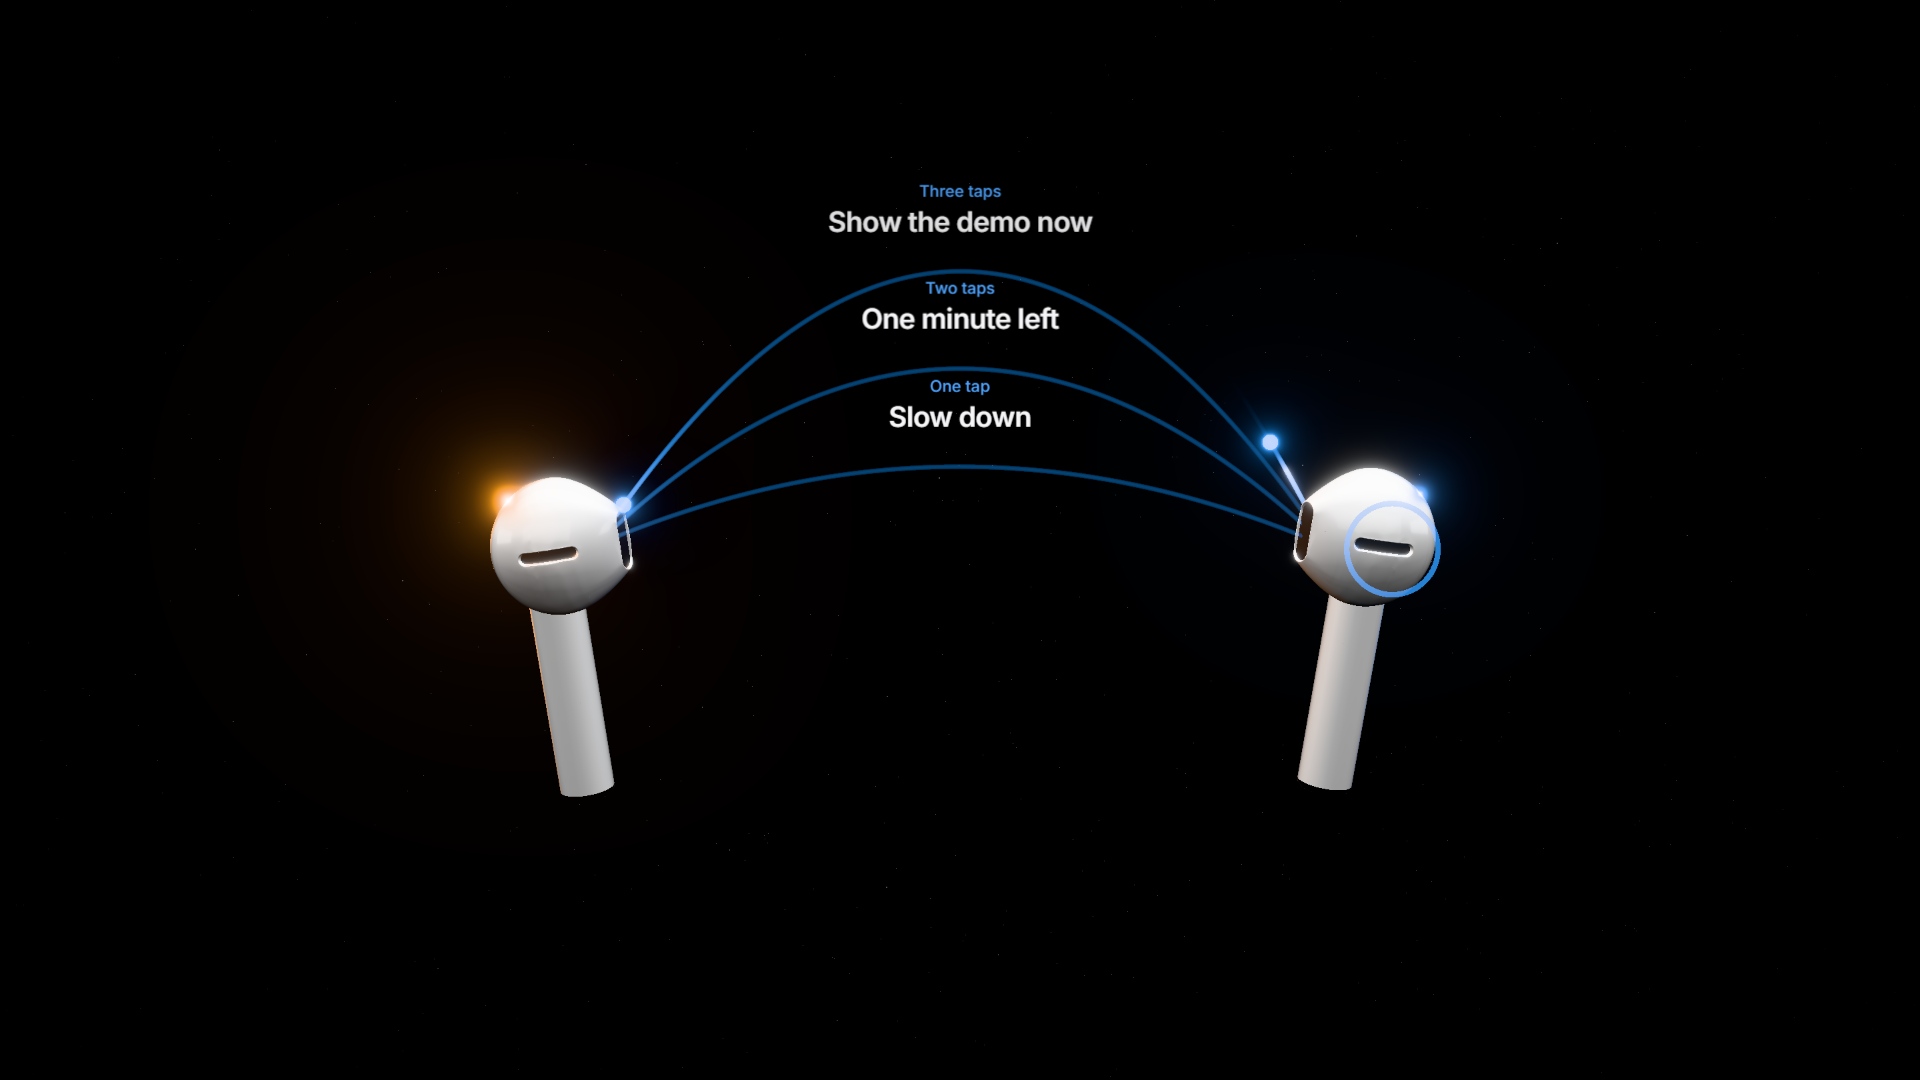 Three taps
Show the demo now
Two taps
One minute left
One tap
Slow down